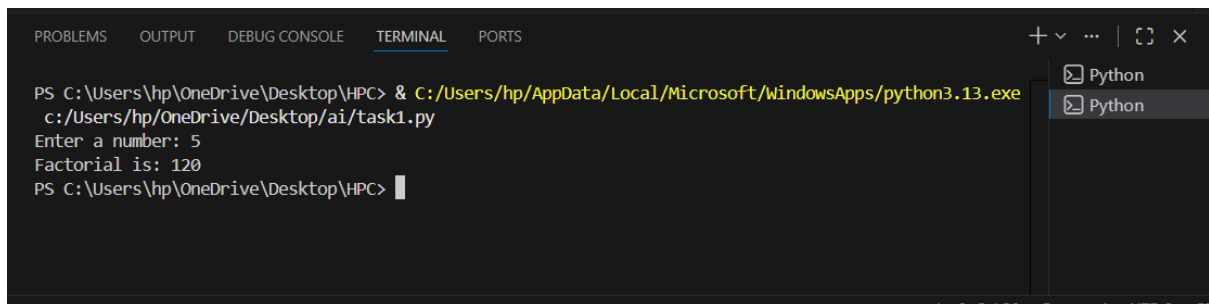 PROBLEMS OUTPUT DEBUG CONSOLE TERMINAL PORTS
Python
Python
PS C:\Users\hp\OneDrive\Desktop\HPC> & C:/Users/hp/AppData/Local/Microsoft/WindowsApps/python3.13.exe
c:/Users/hp/OneDrive/Desktop/ai/task1.py
Enter a number: 5
Factorial is: 120
PS C:\Users\hp\OneDrive\Desktop\HPC>